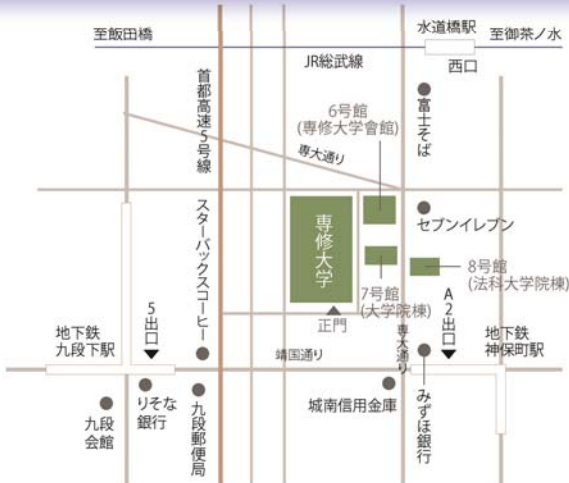 至飯田橋
水道橋駅
至御茶ノ水
JR総武線
西口
首都高速5号線
富士そば
6号館
(専修大学會館)
専大通り
スターバックスコーヒー
専修大学
セブンイレブン
8号館
(法科大学院棟)
7号館
(大学院棟)
正門
5出口
A2出口
地下鉄
九段下駅
地下鉄
神保町駅
靖国通り
専大通り
りそな
銀行
九段
会館
九段郵便局
城南信用金庫
みずほ銀行